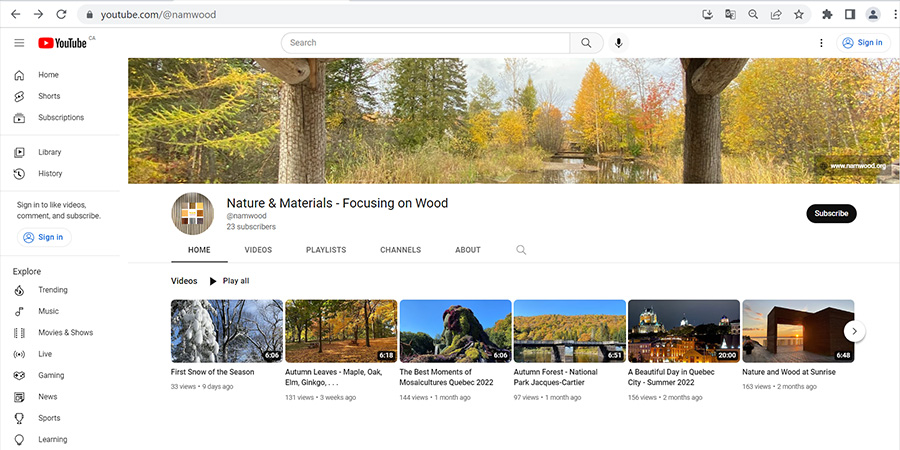 youtube.com/@namwood
YouTube CA
Search
Sign in
Home
Shorts
Subscriptions
Library
History
Sign in to like videos,
comment, and subscribe.
Sign in
Explore
Trending
Music
Movies & Shows
Live
Gaming
News
Sports
Learning
www.namwood.org
Nature & Materials - Focusing on Wood
@namwood
23 subscribers
Subscribe
HOME VIDEOS PLAYLISTS CHANNELS ABOUT
Videos Play all
6:06
First Snow of the Season
33 views • 9 days ago
6:18
Autumn Leaves - Maple, Oak,
Elm, Ginkgo, . . .
131 views • 3 weeks ago
6:06
The Best Moments of
Mosaicultures Quebec 2022
144 views • 1 month ago
6:51
Autumn Forest - National
Park Jacques-Cartier
97 views • 1 month ago
20:00
A Beautiful Day in Quebec
City - Summer 2022
156 views • 2 months ago
6:48
Nature and Wood at Sunrise
163 views • 2 months ago